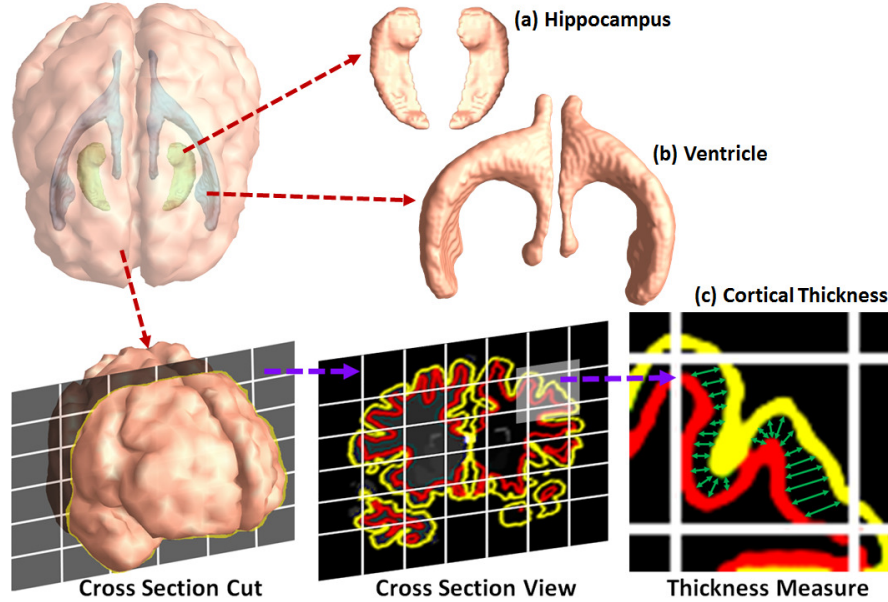 (a) Hippocampus
(b) Ventricle
(c) Cortical Thickness
Cross Section Cut
Cross Section View
Thickness Measure